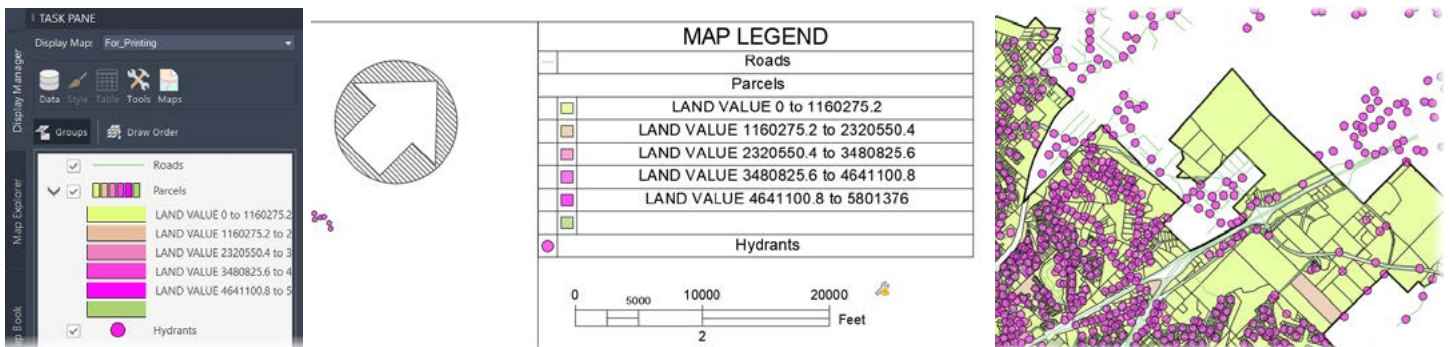 TASK PANE
Display Map: For_Printing
Data Style Table Tools Maps
Groups Draw Order
Roads
Parcels
LAND VALUE 0 to 1160275.2
LAND VALUE 1160275.2 to 2
LAND VALUE 2320550.4 to 3
LAND VALUE 3480825.6 to 4
LAND VALUE 4641100.8 to 5
Hydrants
Display Manager
Map Explorer
Book
MAP LEGEND
Roads
Parcels
LAND VALUE 0 to 1160275.2
LAND VALUE 1160275.2 to 2320550.4
LAND VALUE 2320550.4 to 3480825.6
LAND VALUE 3480825.6 to 4641100.8
LAND VALUE 4641100.8 to 5801376
Hydrants
0 5000 10000 20000
Feet
2